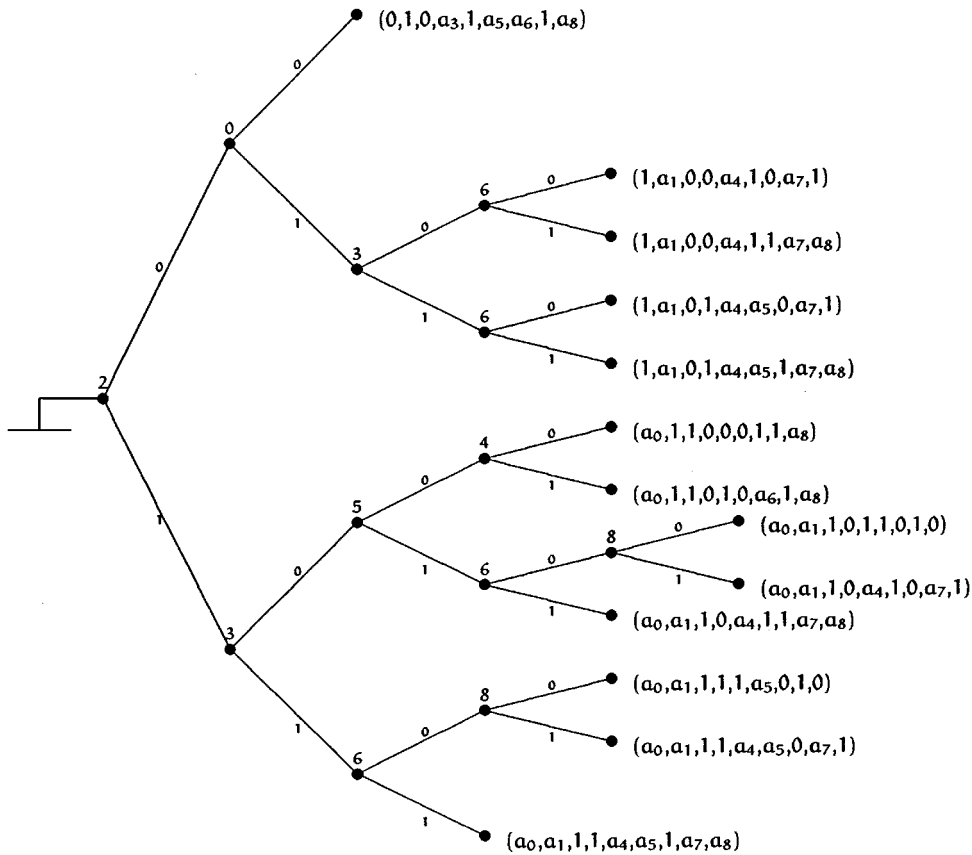 0
(0,1,0,a₃,1,a₅,a₆,1,a₈)
0
0
(1,a₁,0,0,a₄,1,0,a₇,1)
6
1
0
1
(1,a₁,0,0,a₄,1,1,a₇,a₈)
3
0
0
(1,a₁,0,1,a₄,a₅,0,a₇,1)
1
6
1
(1,a₁,0,1,a₄,a₅,1,a₇,a₈)
2
0
(a₀,1,1,0,0,0,1,1,a₈)
4
0
1
(a₀,1,1,0,1,0,a₆,1,a₈)
1
5
0
(a₀,a₁,1,0,1,1,0,1,0)
8
0
1
6
0
1
(a₀,a₁,1,0,a₄,1,0,a₇,1)
1
(a₀,a₁,1,0,a₄,1,1,a₇,a₈)
3
0
(a₀,a₁,1,1,1,a₅,0,1,0)
8
1
0
1
(a₀,a₁,1,1,a₄,a₅,0,a₇,1)
6
1
(a₀,a₁,1,1,a₄,a₅,1,a₇,a₈)